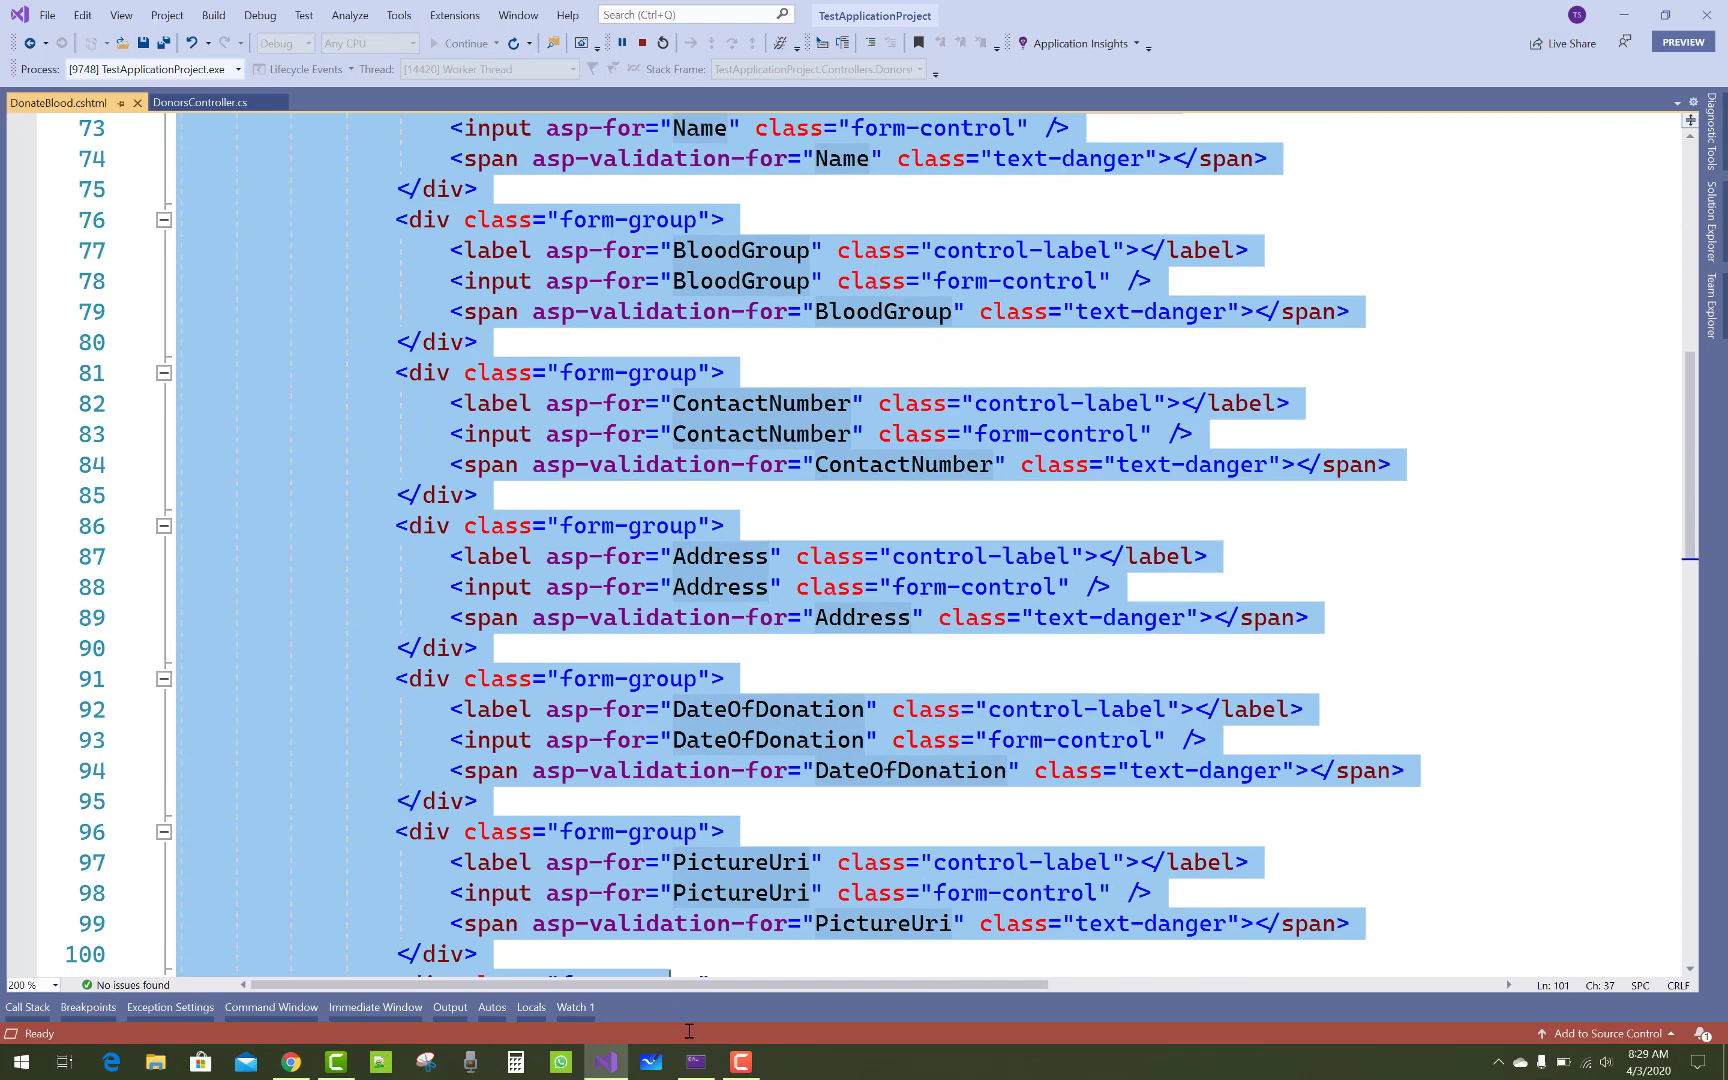 File Edit View Project Build Debug Test Analyze Tools Extensions Window Help Search (Ctrl+Q) TestApplicationProject TS
Debug Any CPU Continue Application Insights Live Share PREVIEW
Process: [9748] TestApplicationProject.exe Lifecycle Events Thread: [14420] Worker Thread Stack Frame: TestApplicationProject.Controllers.Donors
DonateBlood.cshtml DonorsController.cs
73 <input asp-for="Name" class="form-control" />
74 <span asp-validation-for="Name" class="text-danger"></span>
75 </div>
76 <div class="form-group">
77 <label asp-for="BloodGroup" class="control-label"></label>
78 <input asp-for="BloodGroup" class="form-control" />
79 <span asp-validation-for="BloodGroup" class="text-danger"></span>
80 </div>
81 <div class="form-group">
82 <label asp-for="ContactNumber" class="control-label"></label>
83 <input asp-for="ContactNumber" class="form-control" />
84 <span asp-validation-for="ContactNumber" class="text-danger"></span>
85 </div>
86 <div class="form-group">
87 <label asp-for="Address" class="control-label"></label>
88 <input asp-for="Address" class="form-control" />
89 <span asp-validation-for="Address" class="text-danger"></span>
90 </div>
91 <div class="form-group">
92 <label asp-for="DateOfDonation" class="control-label"></label>
93 <input asp-for="DateOfDonation" class="form-control" />
94 <span asp-validation-for="DateOfDonation" class="text-danger"></span>
95 </div>
96 <div class="form-group">
97 <label asp-for="PictureUri" class="control-label"></label>
98 <input asp-for="PictureUri" class="form-control" />
99 <span asp-validation-for="PictureUri" class="text-danger"></span>
100 </div>
Diagnostic Tools
Solution Explorer
Team Explorer
200 % No issues found Ln: 101 Ch: 37 SPC CRLF
Call Stack Breakpoints Exception Settings Command Window Immediate Window Output Autos Locals Watch 1
Ready Add to Source Control 1
8:29 AM
4/3/2020